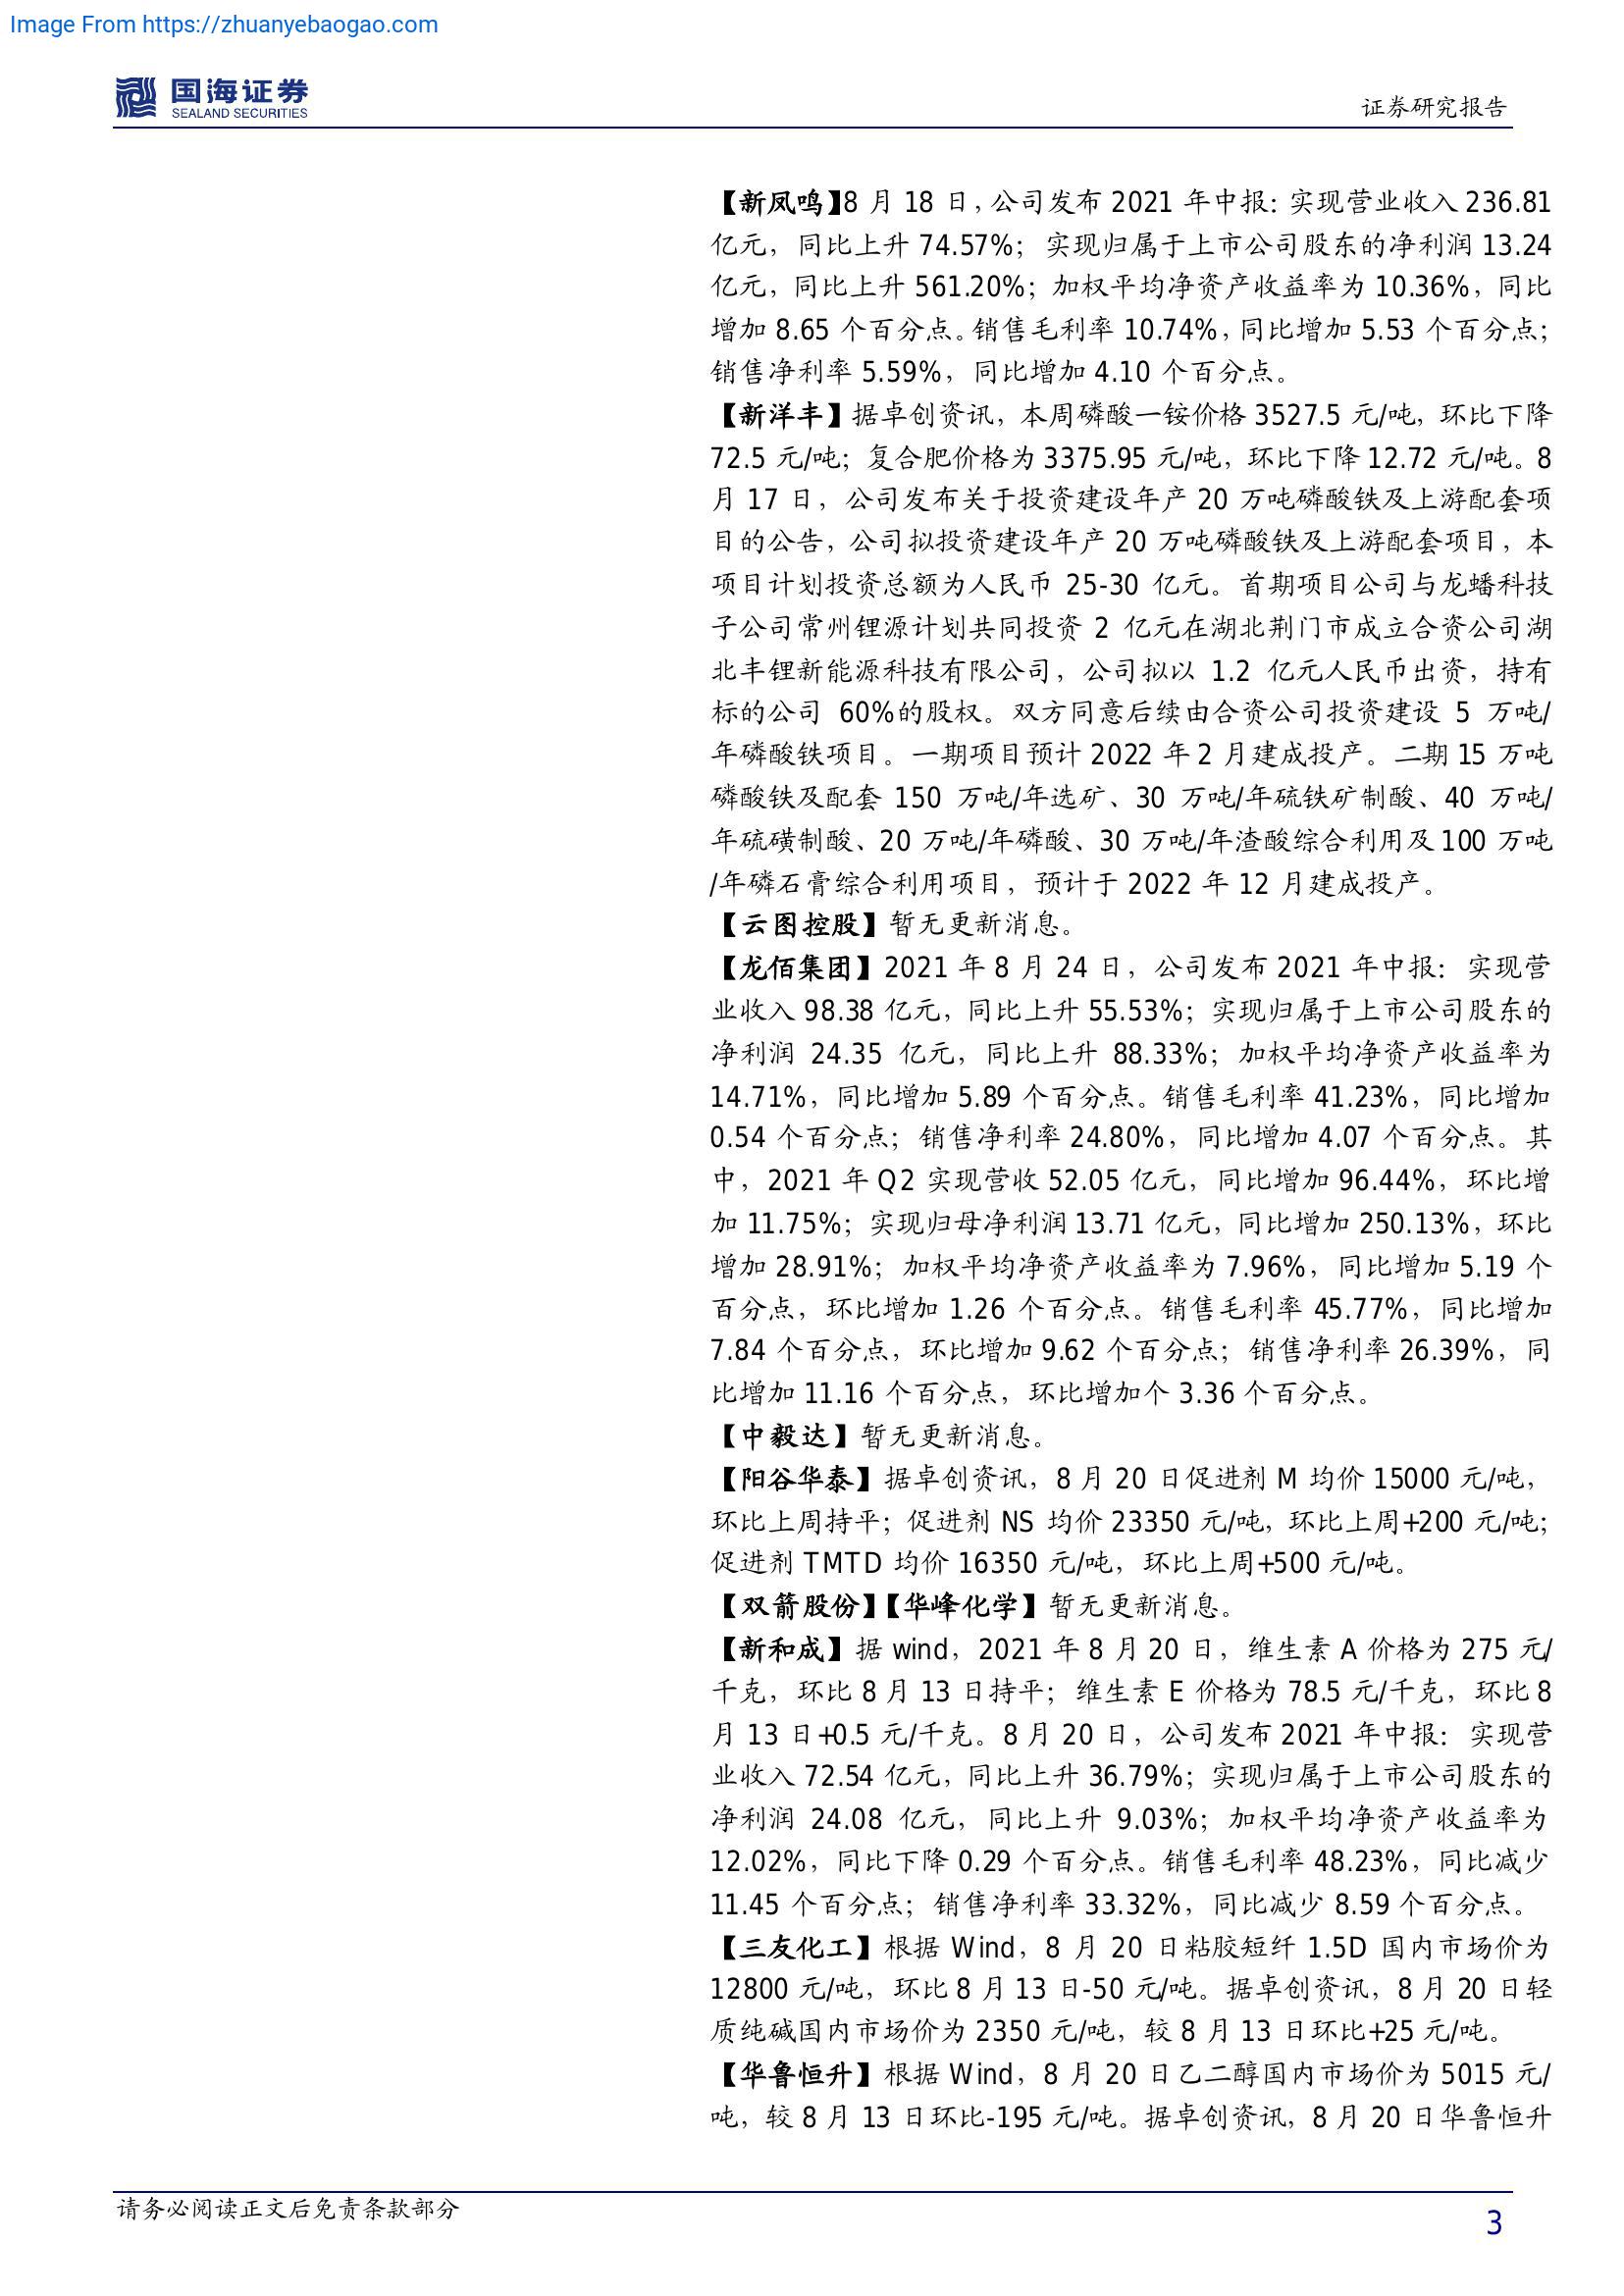 Image From https://zhuanyebaogao.com
国海证券
SEALAND SECURITIES
证券研究报告
【新凤鸣】8 月 18 日，公司发布 2021 年中报：实现营业收入 236.81
亿元，同比上升 74.57%；实现归属于上市公司股东的净利润 13.24
亿元，同比上升 561.20%；加权平均净资产收益率为 10.36%，同比
增加 8.65 个百分点。销售毛利率 10.74%，同比增加 5.53 个百分点；
销售净利率 5.59%，同比增加 4.10 个百分点。
【新洋丰】据卓创资讯，本周磷酸一铵价格 3527.5 元/吨，环比下降
72.5 元/吨；复合肥价格为 3375.95 元/吨，环比下降 12.72 元/吨。8
月 17 日，公司发布关于投资建设年产 20 万吨磷酸铁及上游配套项
目的公告，公司拟投资建设年产 20 万吨磷酸铁及上游配套项目，本
项目计划投资总额为人民币 25-30 亿元。首期项目公司与龙蟠科技
子公司常州锂源计划共同投资 2 亿元在湖北荆门市成立合资公司湖
北丰锂新能源科技有限公司，公司拟以 1.2 亿元人民币出资，持有
标的公司 60%的股权。双方同意后续由合资公司投资建设 5 万吨/
年磷酸铁项目。一期项目预计 2022 年 2 月建成投产。二期 15 万吨
磷酸铁及配套 150 万吨/年选矿、30 万吨/年硫铁矿制酸、40 万吨/
年硫磺制酸、20 万吨/年磷酸、30 万吨/年渣酸综合利用及 100 万吨
/年磷石膏综合利用项目，预计于 2022 年 12 月建成投产。
【云图控股】暂无更新消息。
【龙佰集团】2021 年 8 月 24 日，公司发布 2021 年中报：实现营
业收入 98.38 亿元，同比上升 55.53%；实现归属于上市公司股东的
净利润 24.35 亿元，同比上升 88.33%；加权平均净资产收益率为
14.71%，同比增加 5.89 个百分点。销售毛利率 41.23%，同比增加
0.54 个百分点；销售净利率 24.80%，同比增加 4.07 个百分点。其
中，2021 年 Q2 实现营收 52.05 亿元，同比增加 96.44%，环比增
加 11.75%；实现归母净利润 13.71 亿元，同比增加 250.13%，环比
增加 28.91%；加权平均净资产收益率为 7.96%，同比增加 5.19 个
百分点，环比增加 1.26 个百分点。销售毛利率 45.77%，同比增加
7.84 个百分点，环比增加 9.62 个百分点；销售净利率 26.39%，同
比增加 11.16 个百分点，环比增加个 3.36 个百分点。
【中毅达】暂无更新消息。
【阳谷华泰】据卓创资讯，8 月 20 日促进剂 M 均价 15000 元/吨，
环比上周持平；促进剂 NS 均价 23350 元/吨，环比上周+200 元/吨；
促进剂 TMTD 均价 16350 元/吨，环比上周+500 元/吨。
【双箭股份】【华峰化学】暂无更新消息。
【新和成】据 wind，2021 年 8 月 20 日，维生素 A 价格为 275 元/
千克，环比 8 月 13 日持平；维生素 E 价格为 78.5 元/千克，环比 8
月 13 日+0.5 元/千克。8 月 20 日，公司发布 2021 年中报：实现营
业收入 72.54 亿元，同比上升 36.79%；实现归属于上市公司股东的
净利润 24.08 亿元，同比上升 9.03%；加权平均净资产收益率为
12.02%，同比下降 0.29 个百分点。销售毛利率 48.23%，同比减少
11.45 个百分点；销售净利率 33.32%，同比减少 8.59 个百分点。
【三友化工】根据 Wind，8 月 20 日粘胶短纤 1.5D 国内市场价为
12800 元/吨，环比 8 月 13 日-50 元/吨。据卓创资讯，8 月 20 日轻
质纯碱国内市场价为 2350 元/吨，较 8 月 13 日环比+25 元/吨。
【华鲁恒升】根据 Wind，8 月 20 日乙二醇国内市场价为 5015 元/
吨，较 8 月 13 日环比-195 元/吨。据卓创资讯，8 月 20 日华鲁恒升
请务必阅读正文后免责条款部分
3